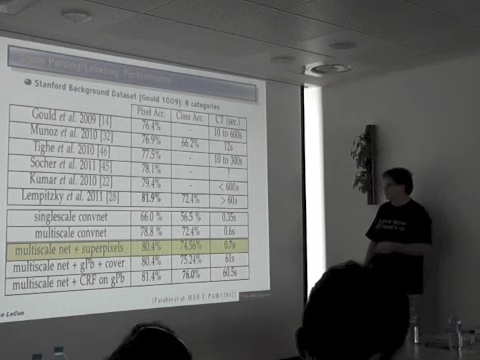 Scene Parsing/Labeling: Performance
Stanford Background Dataset [Gould 1009]: 8 categories
Pixel Acc. Class Acc. CT (sec.)
Gould et al. 2009 [14] 76.4% - 10 to 600s
Munoz et al. 2010 [32] 76.9% 66.2% 12s
Tighe et al. 2010 [46] 77.5% - 10 to 300s
Socher et al. 2011 [45] 78.1% - ?
Kumar et al. 2010 [22] 79.4% - < 600s
Lempitzky et al. 2011 [28] 81.9% 72.4% > 60s
singlescale convnet 66.0 % 56.5 % 0.35s
multiscale convnet 78.8 % 72.4% 0.6s
multiscale net + superpixels 80.4% 74.56% 0.7s
multiscale net + gPb + cover 80.4% 75.24% 61s
multiscale net + CRF on gPb 81.4% 76.0% 60.5s
[Farabet et al. IEEE T. PAMI 2012]
LeCun